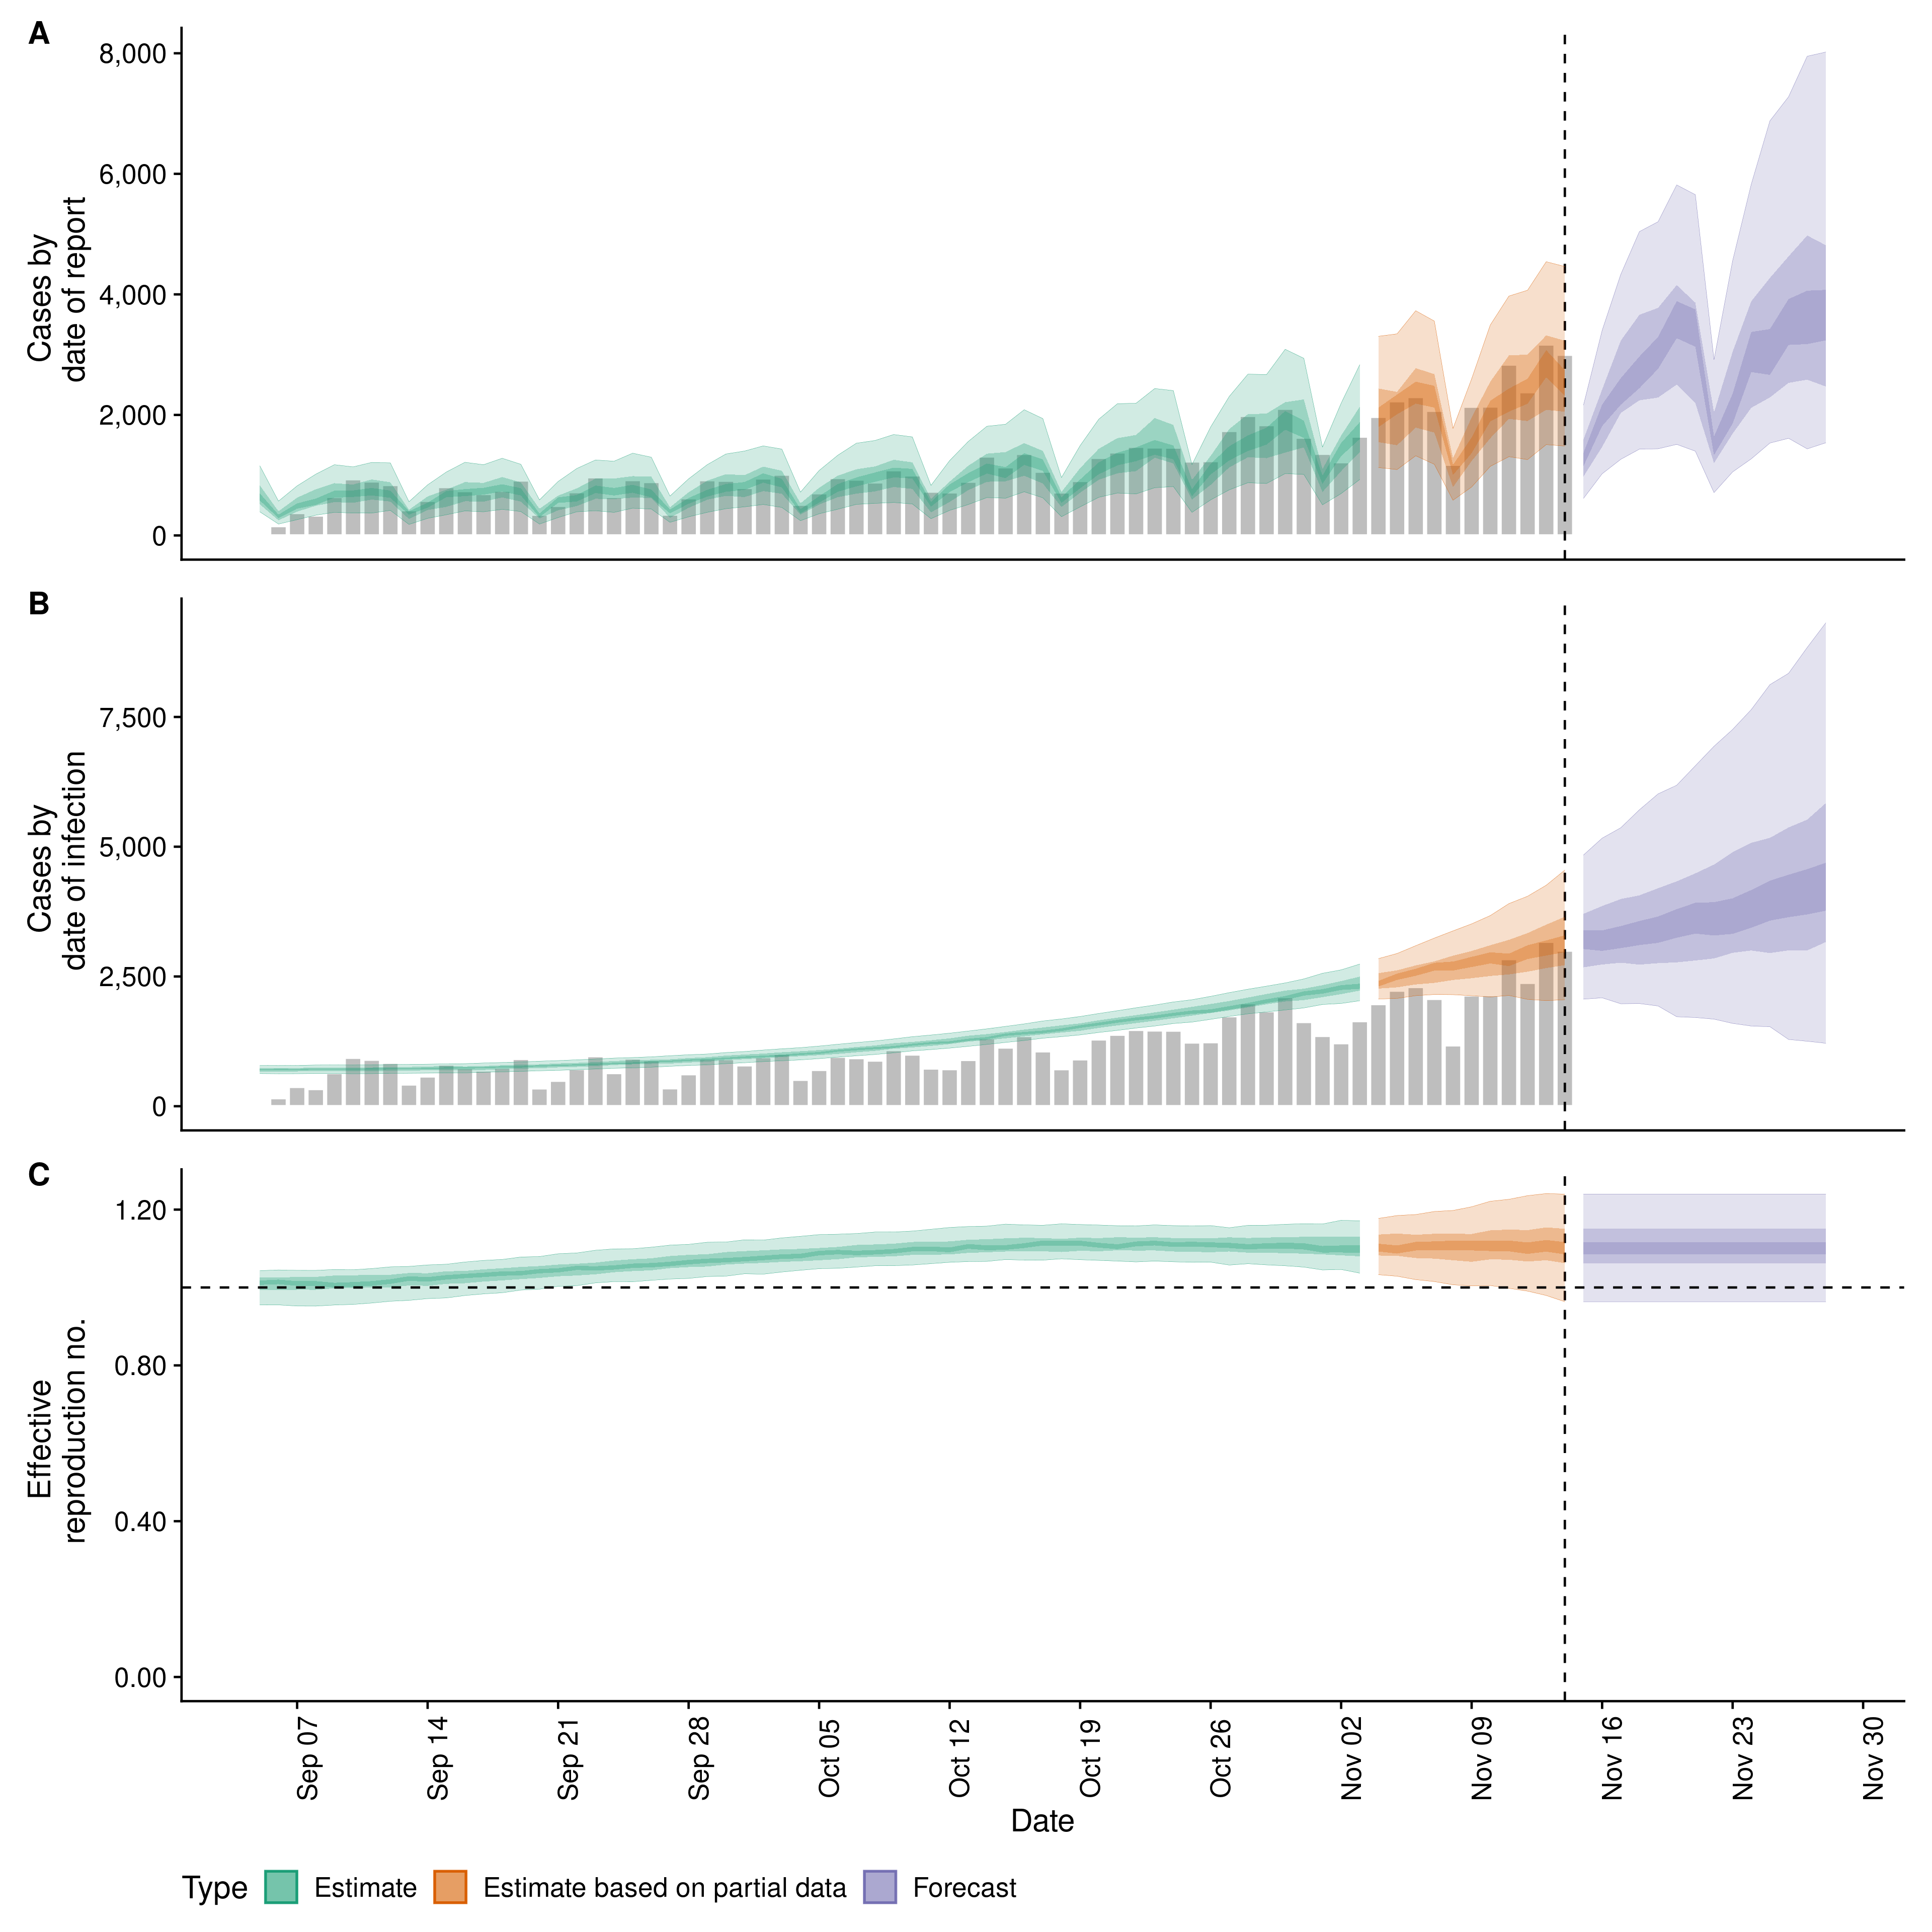 A
8,000
6,000
4,000
2,000
0
Cases by
date of report
B
7,500
5,000
2,500
0
Cases by
date of infection
C
1.20
0.80
0.40
0.00
Effective
reproduction no.
Sep 07
Sep 14
Sep 21
Sep 28
Oct 05
Oct 12
Oct 19
Oct 26
Nov 02
Nov 09
Nov 16
Nov 23
Nov 30
Date
Type Estimate Estimate based on partial data Forecast